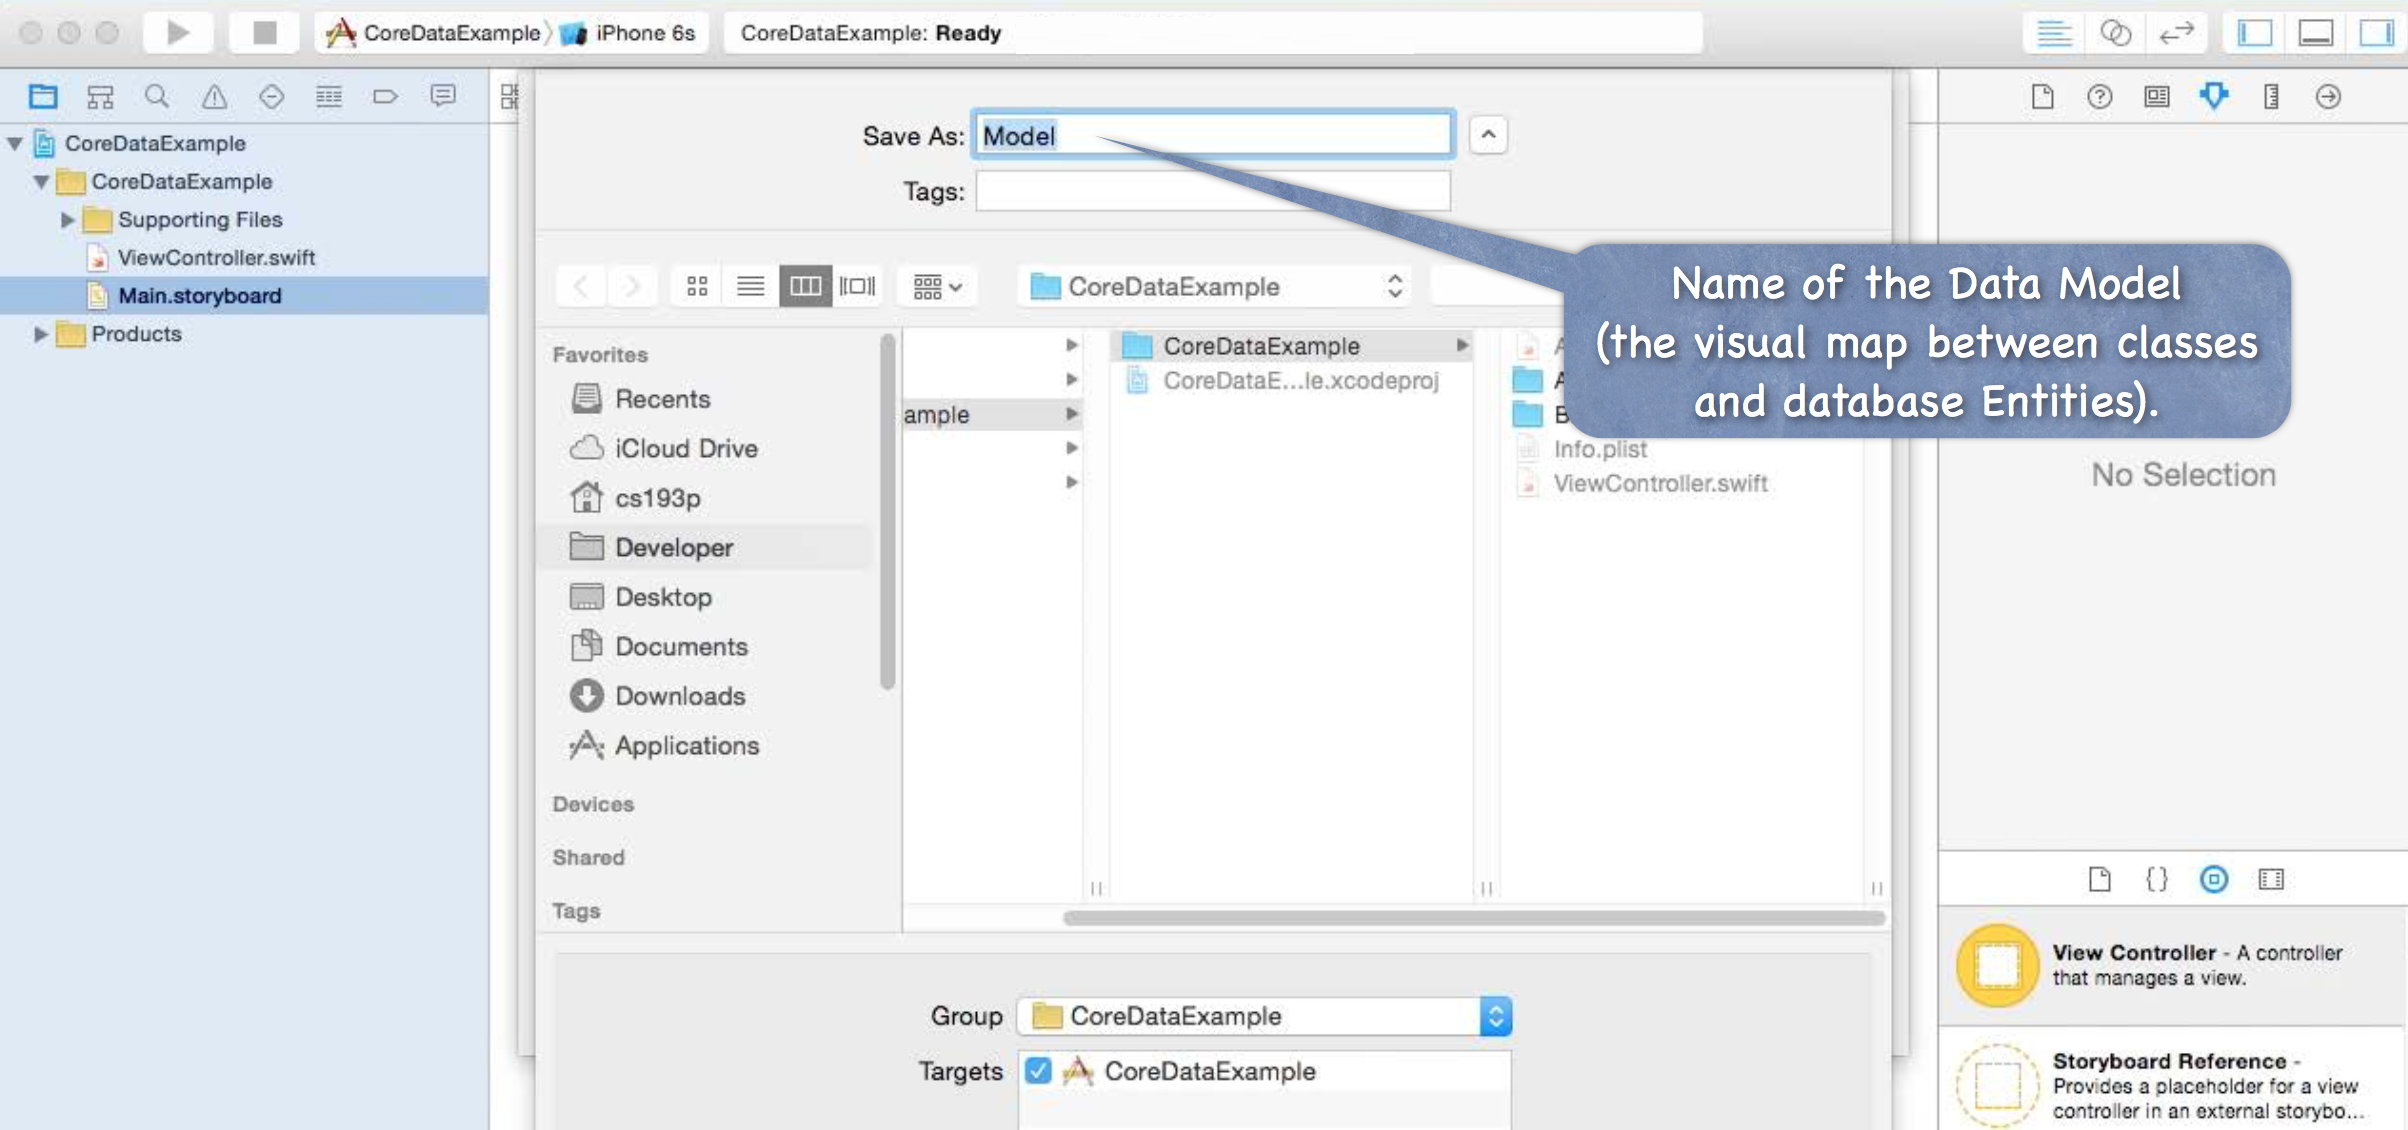 CoreDataExample
iPhone 6s
CoreDataExample: Ready
CoreDataExample
CoreDataExample
Supporting Files
ViewController.swift
Main.storyboard
Products
Save As: Model
Tags:
CoreDataExample
Name of the Data Model
(the visual map between classes
and database Entities).
Favorites
Recents
iCloud Drive
cs193p
Developer
Desktop
Documents
Downloads
Applications
Devices
Shared
Tags
ample
CoreDataExample
CoreDataE...le.xcodeproj
Info.plist
ViewController.swift
Group CoreDataExample
Targets CoreDataExample
No Selection
View Controller - A controller
that manages a view.
Storyboard Reference -
Provides a placeholder for a view
controller in an external storybo...